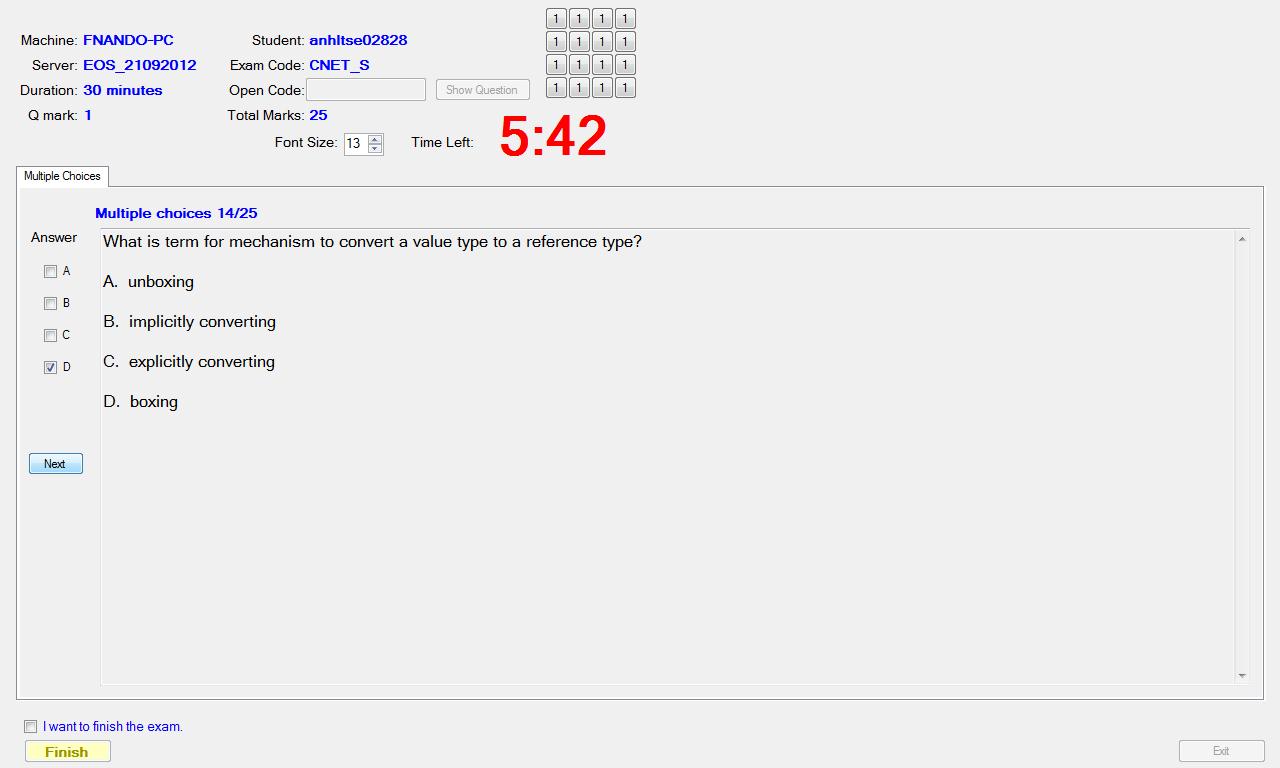 1 1 1 1
Machine: FNANDO-PC Student: anhltse02828
1 1 1 1
Server: EOS_21092012 Exam Code: CNET_S
1 1 1 1
Duration: 30 minutes Open Code: Show Question
1 1 1 1
Q mark: 1 Total Marks: 25
Font Size: 13 Time Left: 5:42
Multiple Choices
Multiple choices 14/25
Answer
What is term for mechanism to convert a value type to a reference type?
A
A. unboxing
B
B. implicitly converting
C
C. explicitly converting
D
D. boxing
Next
I want to finish the exam.
Finish
Exit